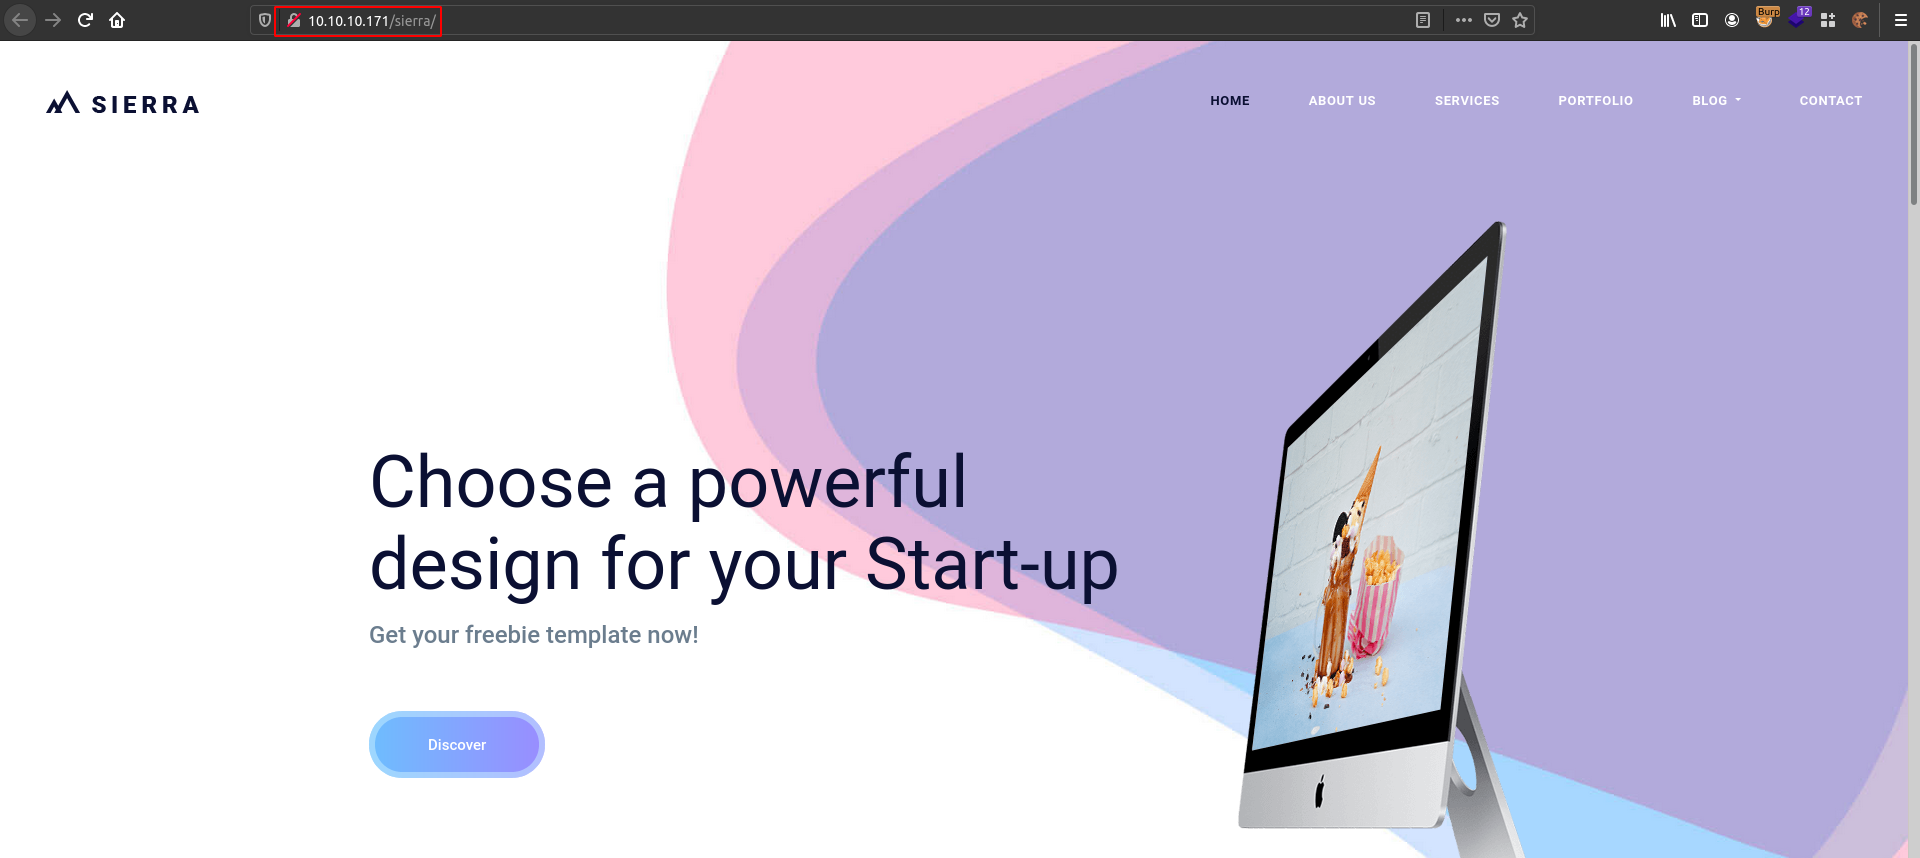 10.10.10.171/sierra/
Burp
12
SIERRA
HOME ABOUT US SERVICES PORTFOLIO BLOG CONTACT
Choose a powerful
design for your Start-up
Get your freebie template now!
Discover